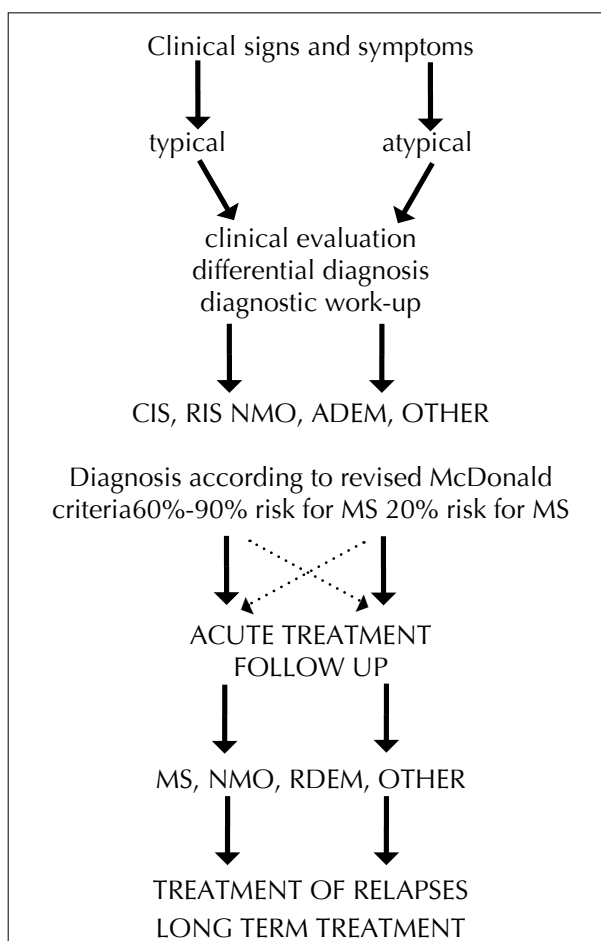 Clinical signs and symptoms
typical atypical
clinical evaluation
differential diagnosis
diagnostic work-up
CIS, RIS NMO, ADEM, OTHER
Diagnosis according to revised McDonald
criteria60%-90% risk for MS 20% risk for MS
ACUTE TREATMENT
FOLLOW UP
MS, NMO, RDEM, OTHER
TREATMENT OF RELAPSES
LONG TERM TREATMENT